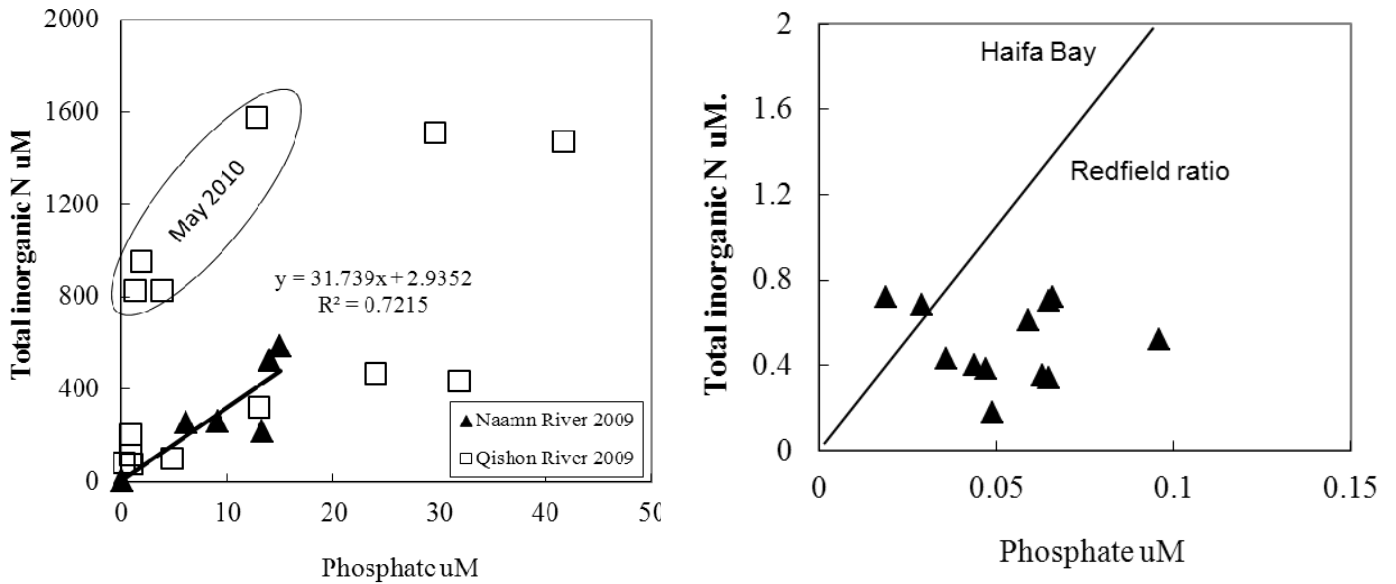 2000
1600
1200
800
400
0
Total inorganic N uM
May 2010
y = 31.739x + 2.9352
R² = 0.7215
Naamn River 2009
Qishon River 2009
0 10 20 30 40 50
Phosphate uM
2
1.6
1.2
0.8
0.4
0
Total inorganic N uM.
Haifa Bay
Redfield ratio
0 0.05 0.1 0.15
Phosphate uM